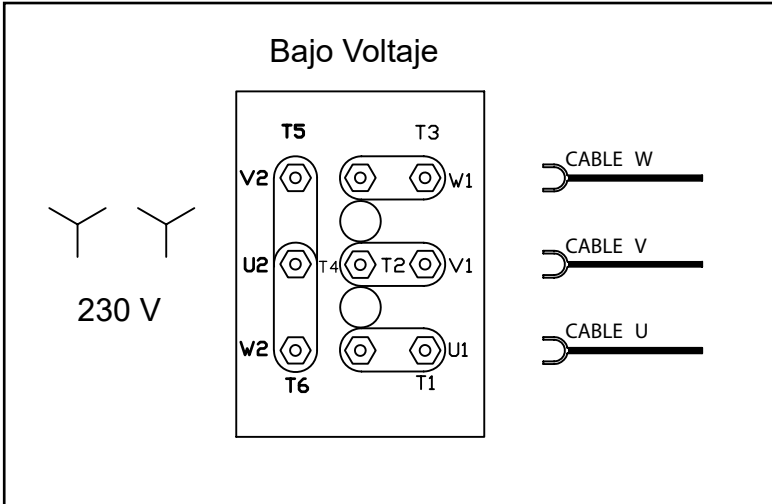 Bajo Voltaje
T5 T3
V2 W1 CABLE W
U2 T4 T2 V1 CABLE V
230 V
W2 U1 CABLE U
T6 T1